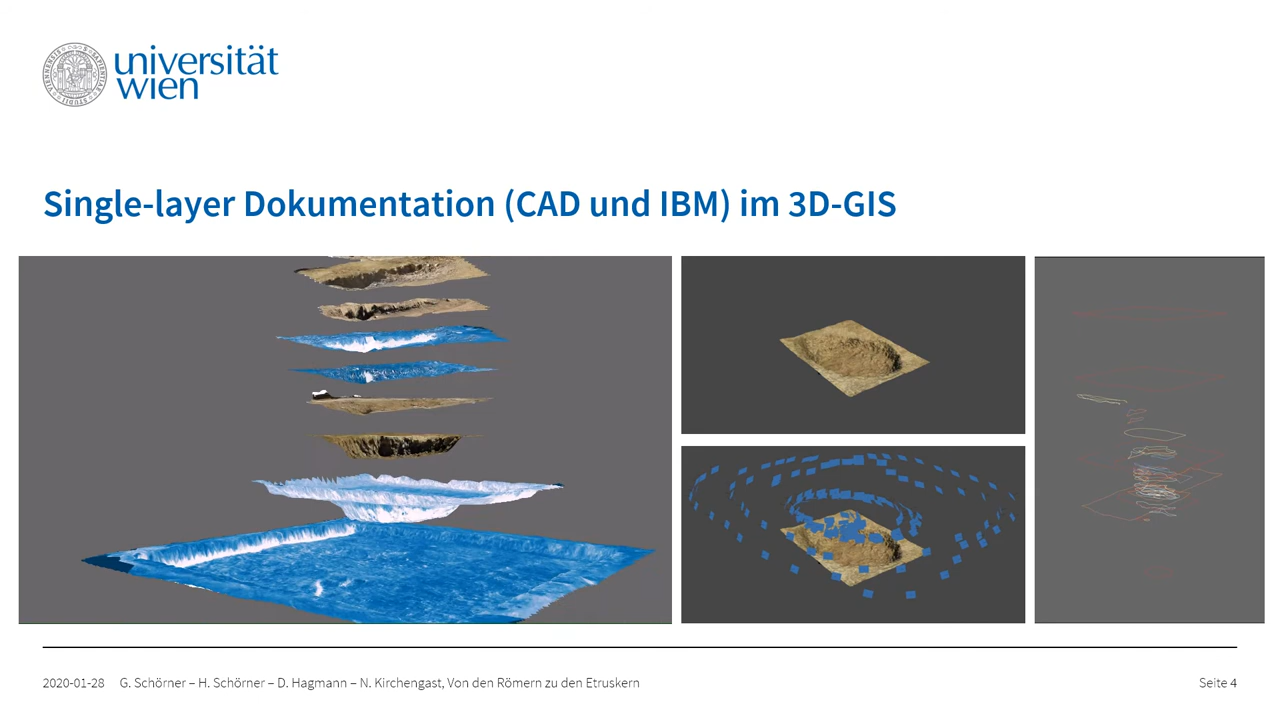 universität
wien
Single-layer Dokumentation (CAD und IBM) im 3D-GIS
2020-01-28 G. Schörner – H. Schörner – D. Hagmann – N. Kirchengast, Von den Römern zu den Etruskern
Seite 4